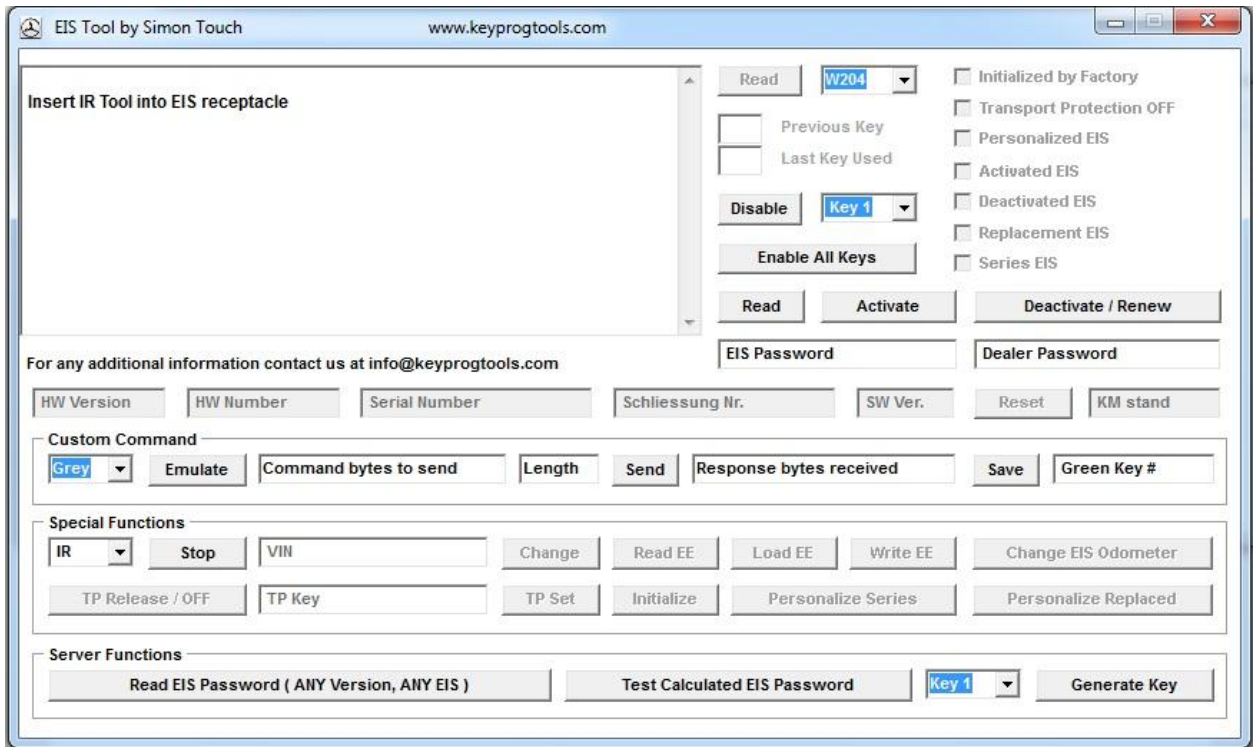 EIS Tool by Simon Touch www.keyprogtools.com
Insert IR Tool into EIS receptacle
Read W204
Previous Key
Last Key Used
Disable Key 1
Enable All Keys
Initialized by Factory
Transport Protection OFF
Personalized EIS
Activated EIS
Deactivated EIS
Replacement EIS
Series EIS
Read Activate Deactivate / Renew
EIS Password Dealer Password
For any additional information contact us at info@keyprogtools.com
HW Version HW Number Serial Number Schliessung Nr. SW Ver. Reset KM stand
Custom Command
Grey Emulate Command bytes to send Length Send Response bytes received Save Green Key #
Special Functions
IR Stop VIN Change Read EE Load EE Write EE Change EIS Odometer
TP Release / OFF TP Key TP Set Initialize Personalize Series Personalize Replaced
Server Functions
Read EIS Password ( ANY Version, ANY EIS ) Test Calculated EIS Password Key 1 Generate Key